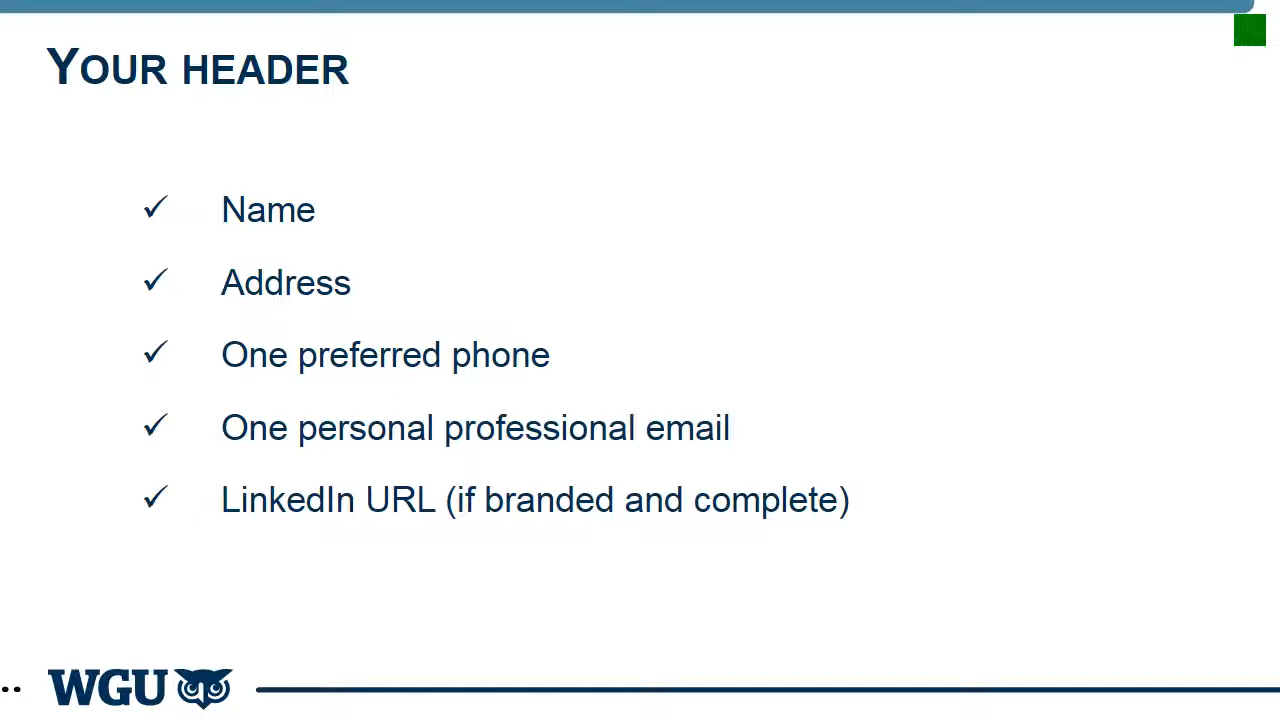 Your header
✓ Name
✓ Address
✓ One preferred phone
✓ One personal professional email
✓ LinkedIn URL (if branded and complete)
WGU